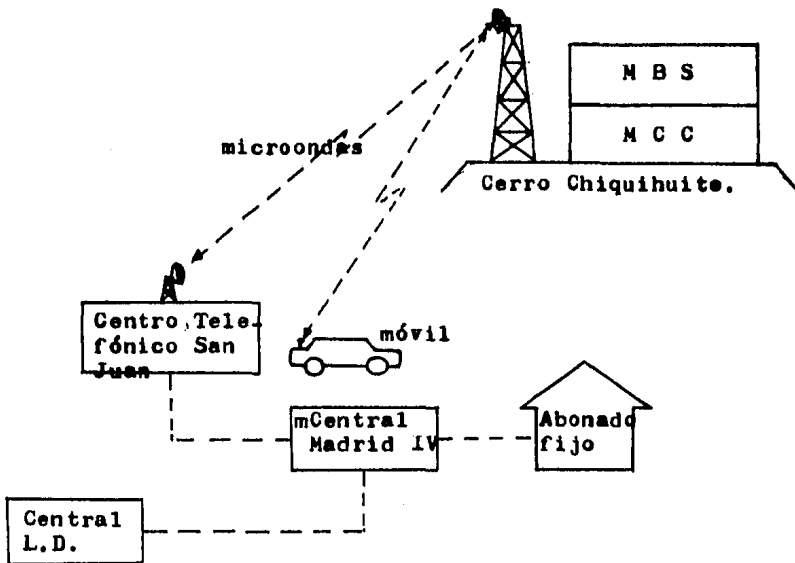 M B S
M C C
microondas
Cerro Chiquihuite.
Centro Tele-
fónico San
Juan
móvil
mCentral
Madrid IV
Abonado
fijo
Central
L.D.